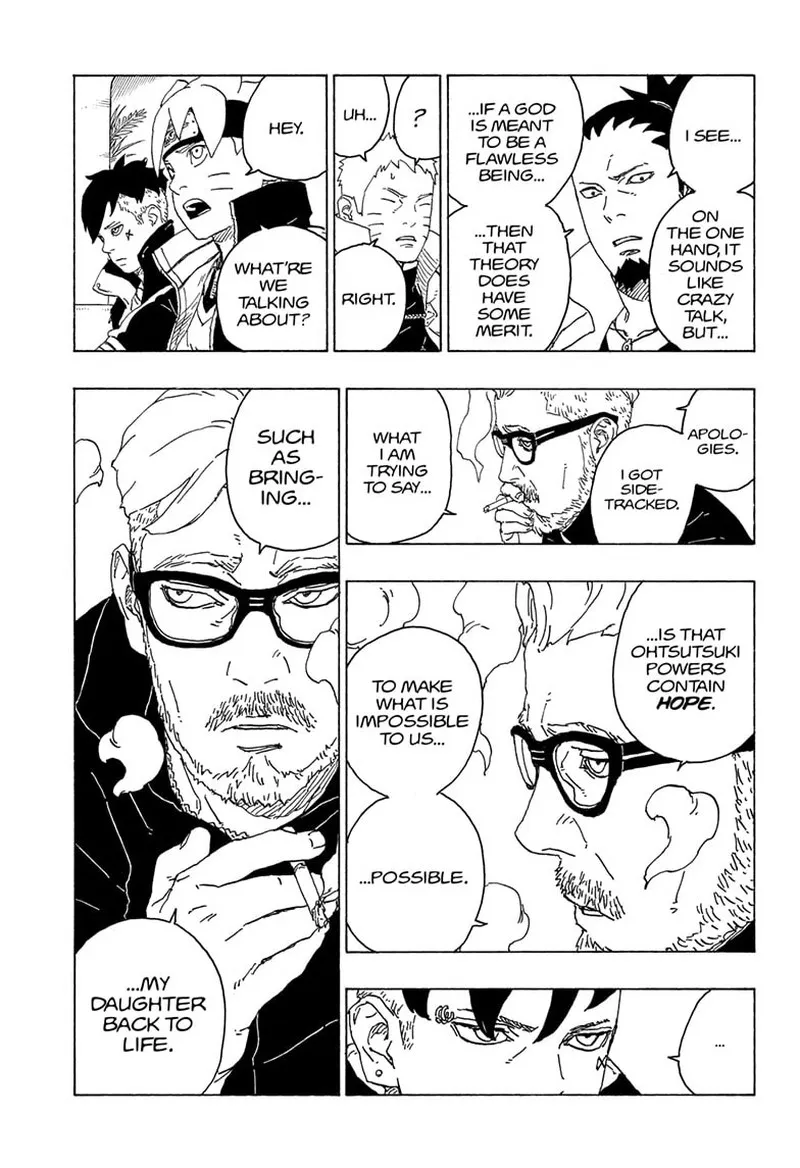 I SEE...
ON
THE ONE
HAND, IT
SOUNDS
LIKE
CRAZY
TALK,
BUT...
...IF A GOD
IS MEANT
TO BE A
FLAWLESS
BEING...
...THEN
THAT
THEORY
DOES
HAVE
SOME
MERIT.
?
UH...
RIGHT.
HEY.
WHAT'RE
WE
TALKING
ABOUT?
APOLO-
GIES.
I GOT
SIDE-
TRACKED.
WHAT
I AM
TRYING
TO SAY...
...IS THAT
OHTSUTSUKI
POWERS
CONTAIN
HOPE.
TO MAKE
WHAT IS
IMPOSSIBLE
TO US...
...POSSIBLE.
SUCH
AS
BRING-
ING...
...MY
DAUGHTER
BACK TO
LIFE.
...